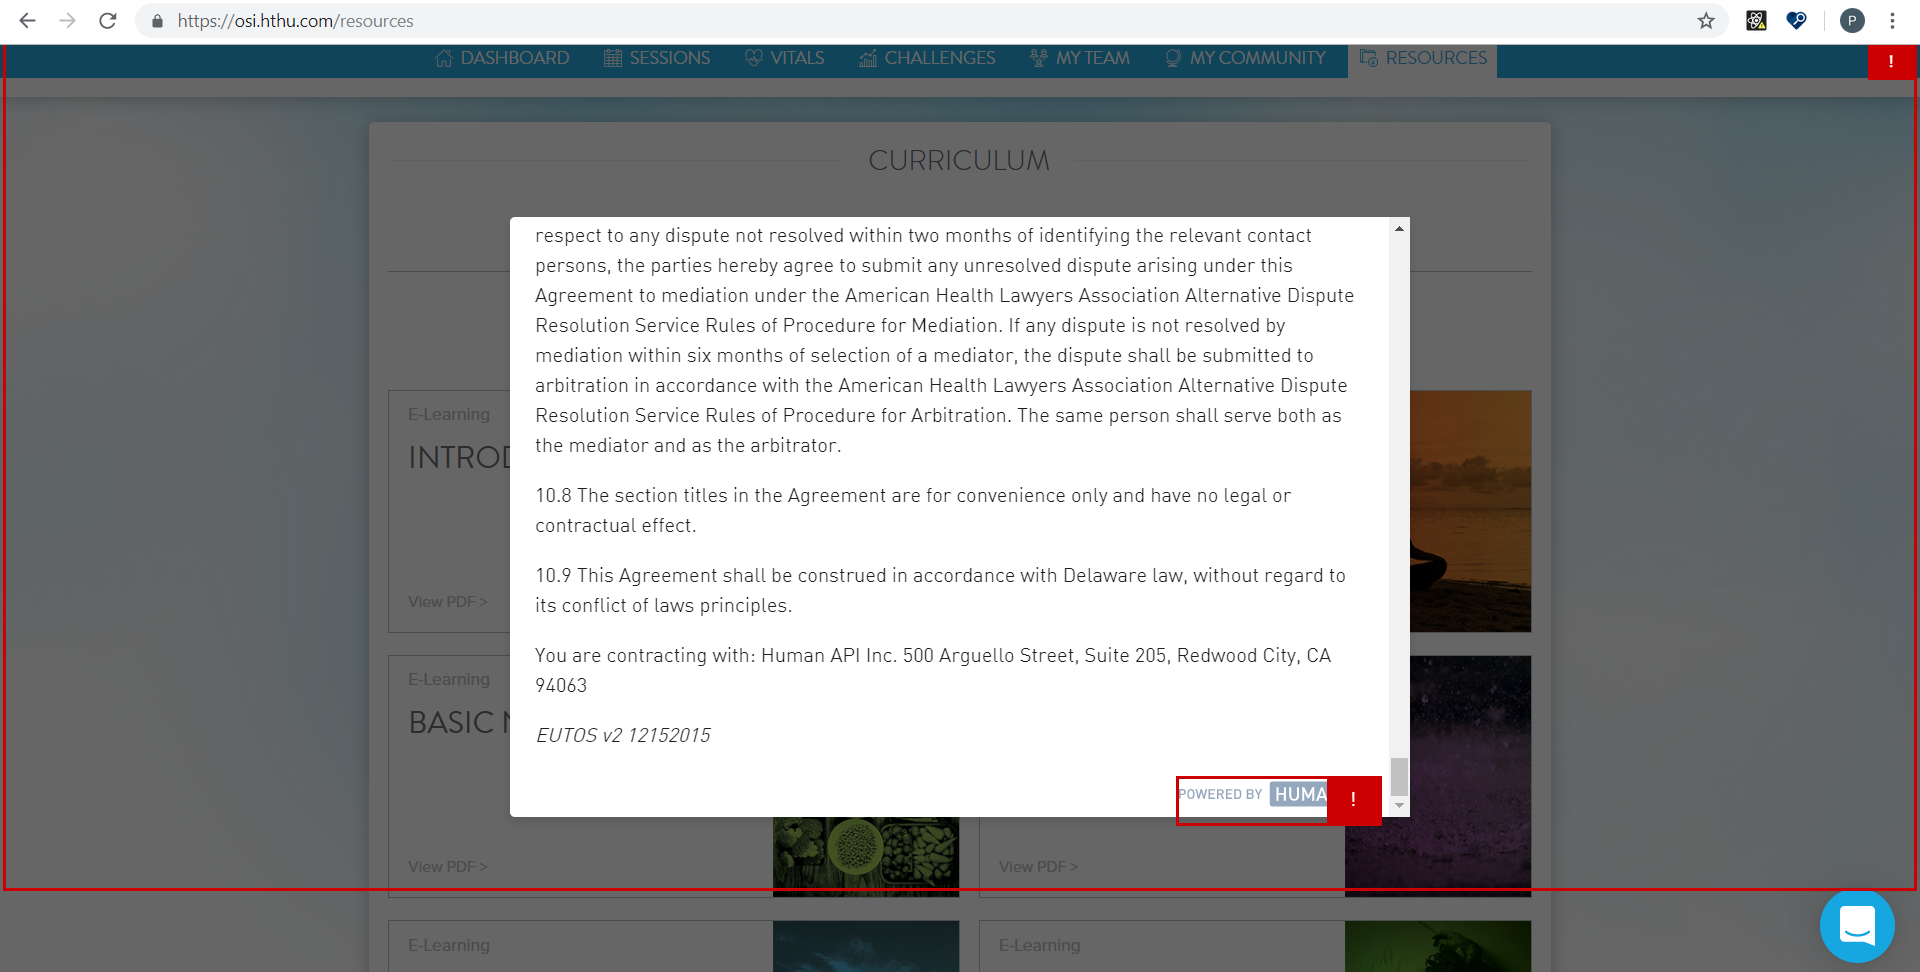 https://osi.hthu.com/resources
P
DASHBOARD SESSIONS VITALS CHALLENGES MY TEAM MY COMMUNITY RESOURCES
!
CURRICULUM
respect to any dispute not resolved within two months of identifying the relevant contact
persons, the parties hereby agree to submit any unresolved dispute arising under this
Agreement to mediation under the American Health Lawyers Association Alternative Dispute
Resolution Service Rules of Procedure for Mediation. If any dispute is not resolved by
mediation within six months of selection of a mediator, the dispute shall be submitted to
arbitration in accordance with the American Health Lawyers Association Alternative Dispute
Resolution Service Rules of Procedure for Arbitration. The same person shall serve both as
the mediator and as the arbitrator.
10.8 The section titles in the Agreement are for convenience only and have no legal or
contractual effect.
10.9 This Agreement shall be construed in accordance with Delaware law, without regard to
its conflict of laws principles.
You are contracting with: Human API Inc. 500 Arguello Street, Suite 205, Redwood City, CA
94063
EUTOS v2 12152015
POWERED BY HUMA
!
E-Learning
INTROD
View PDF >
E-Learning
BASIC
View PDF >
View PDF >
E-Learning
E-Learning